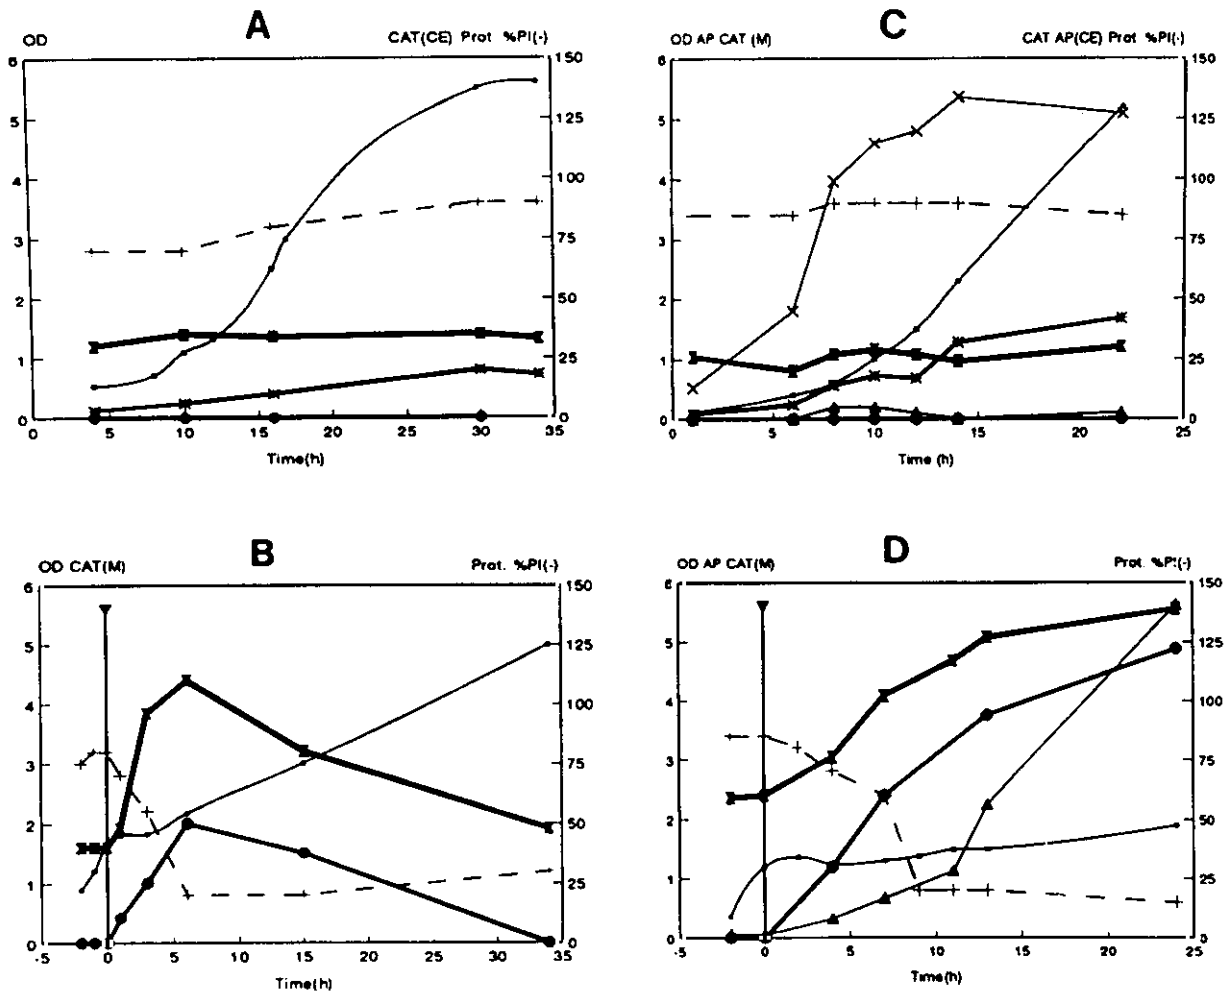 A
OD
CAT(CE) Prot. %PI(-)
6
5
4
3
2
1
0
150
125
100
75
50
25
0
0 5 10 15 20 25 30 35
Time(h)
C
OD AP CAT (M)
CAT AP(CE) Prot. %PI(-)
6
5
4
3
2
1
0
150
125
100
75
50
25
0
0 5 10 15 20 25
Time (h)
B
OD CAT(M)
Prot. %PI(-)
6
5
4
3
2
1
0
150
125
100
75
50
25
0
-5 0 5 10 15 20 25 30 35
Time(h)
D
OD AP CAT(M)
Prot. %PI(-)
6
5
4
3
2
1
0
150
125
100
75
50
25
0
-5 0 5 10 15 20 25
Time(h)